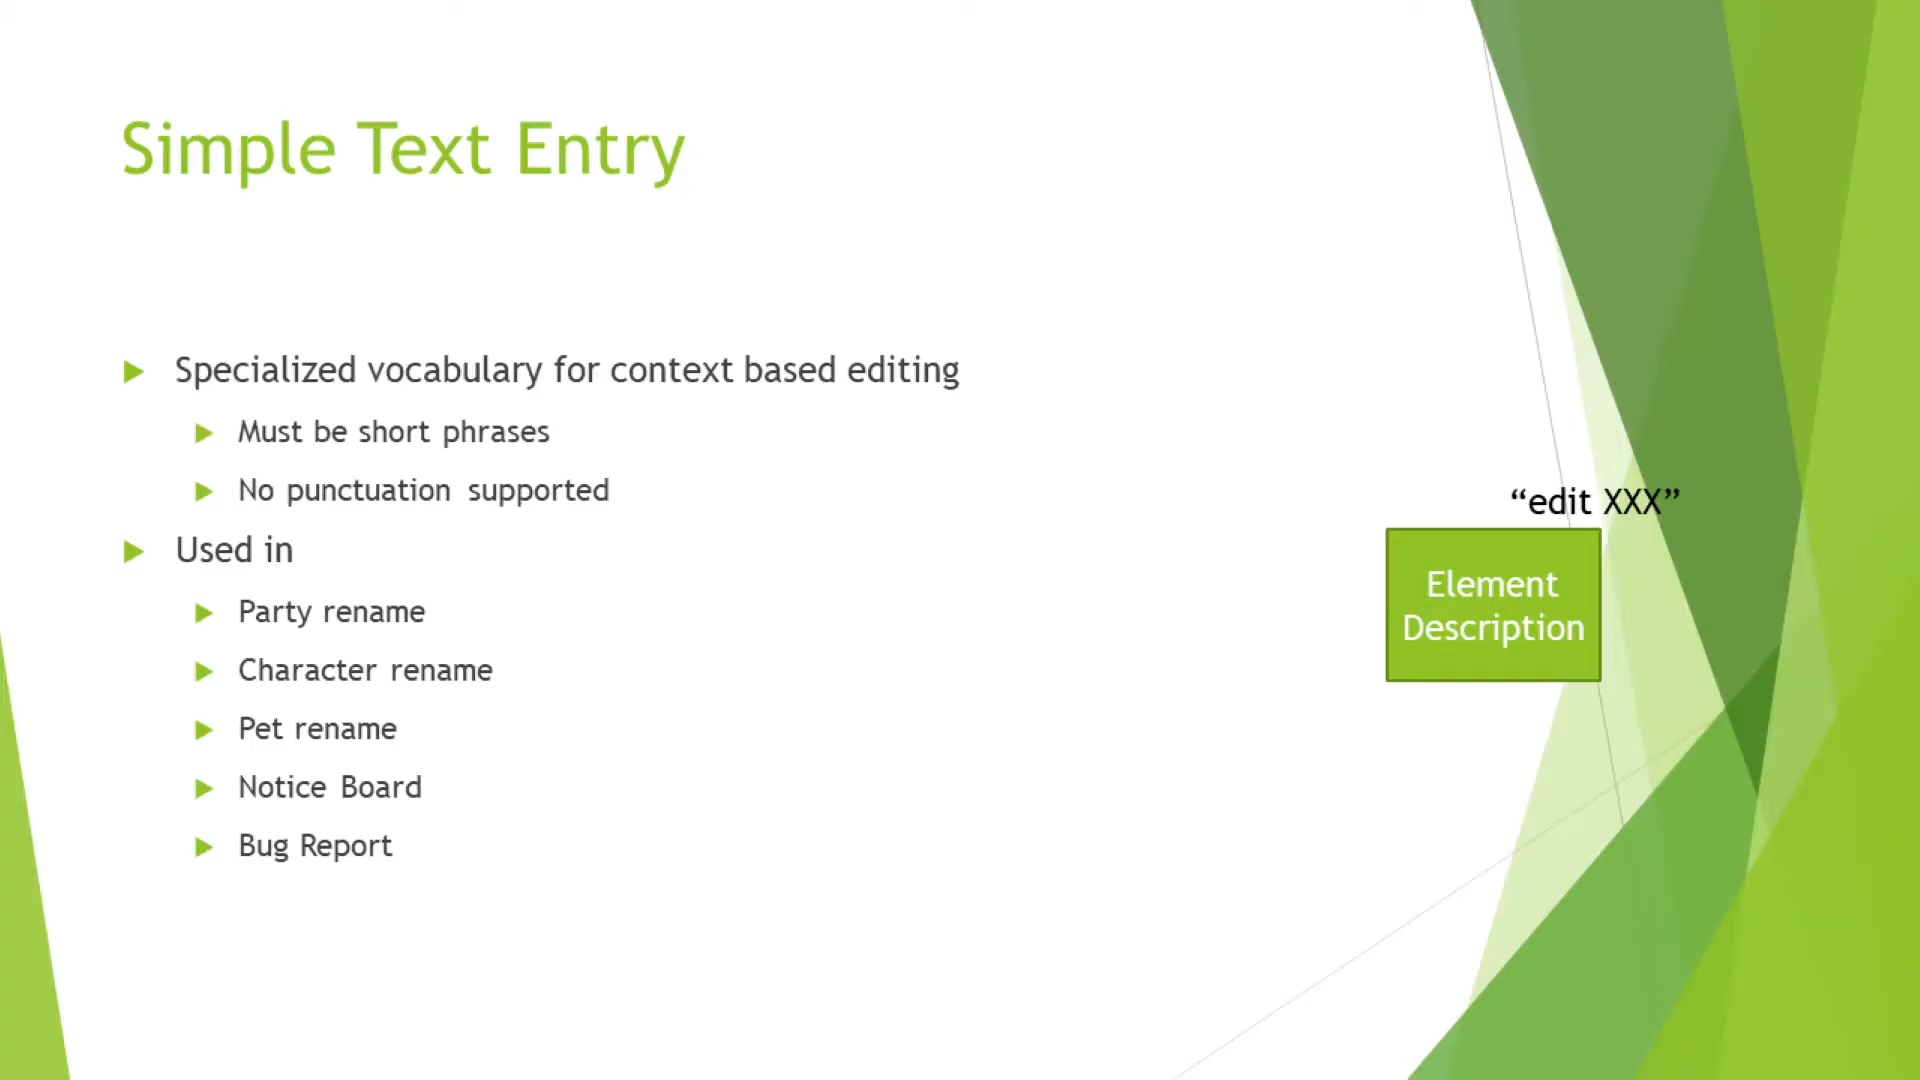 Simple Text Entry
Specialized vocabulary for context based editing
Must be short phrases
No punctuation supported
Used in
Party rename
Character rename
Pet rename
Notice Board
Bug Report
“edit XXX”
Element
Description